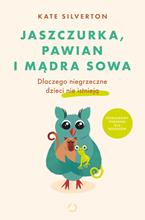 KATE SILVERTON
JASZCZURKA,
PAWIAN
I MĄDRA SOWA
Dlaczego niegrzeczne
dzieci nie istnieją